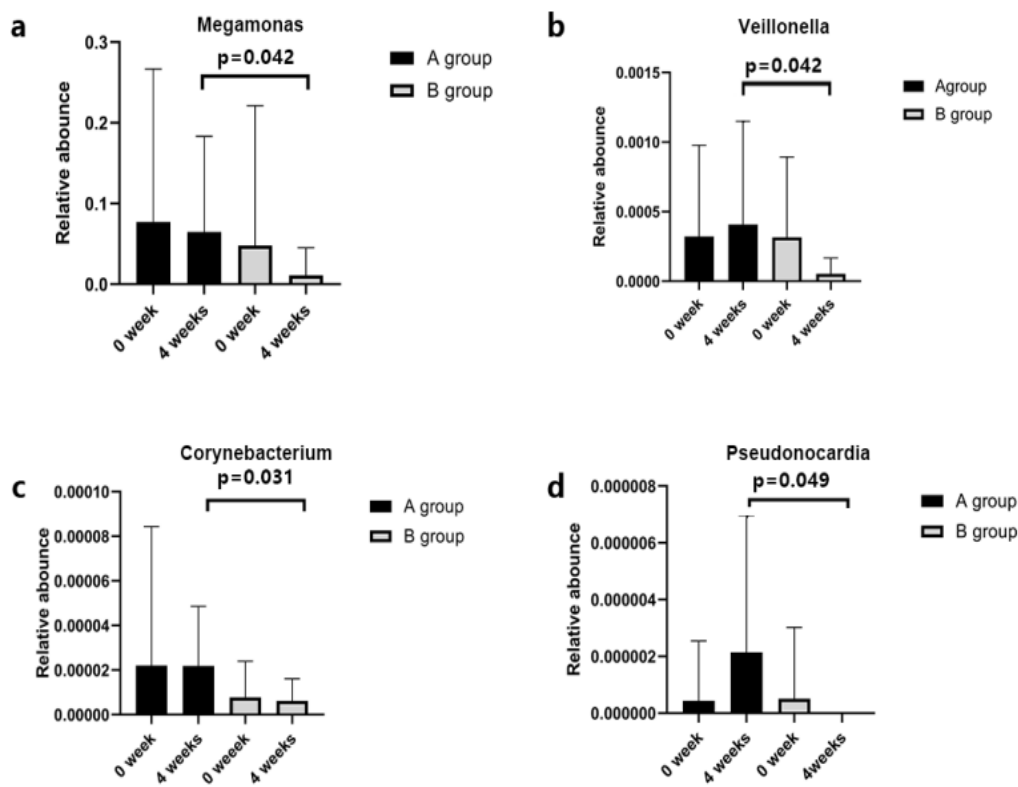 a
Megamonas
p=0.042
A group
B group
Relative abounce
0.3
0.2
0.1
0.0
0 week
4 weeks
0 week
4 weeks
b
Veillonella
p=0.042
Agroup
B group
Relative abounce
0.0015
0.0010
0.0005
0.0000
0 week
4 weeks
0 week
4 weeks
c
Corynebacterium
p=0.031
A group
B group
Relative abounce
0.00010
0.00008
0.00006
0.00004
0.00002
0.00000
0 week
4 weeks
0 weeek
4 weeks
d
Pseudonocardia
p=0.049
A group
B group
Relative abounce
0.000008
0.000006
0.000004
0.000002
0.000000
0 week
4 weeks
0 week
4weeks